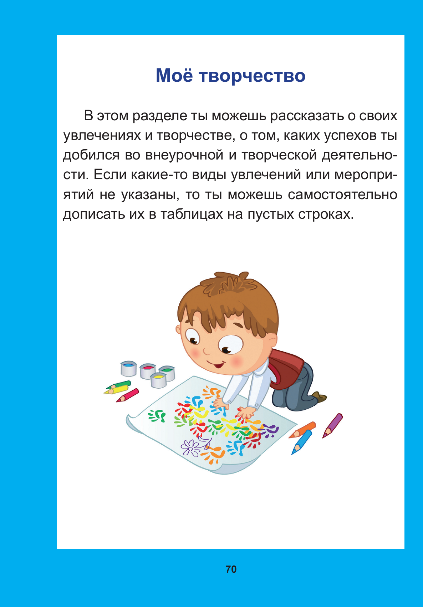 Моё творчество
В этом разделе ты можешь рассказать о своих
увлечениях и творчестве, о том, каких успехов ты
добился во внеурочной и творческой деятельно-
сти. Если какие-то виды увлечений или меропри-
ятий не указаны, то ты можешь самостоятельно
дописать их в таблицах на пустых строках.
70